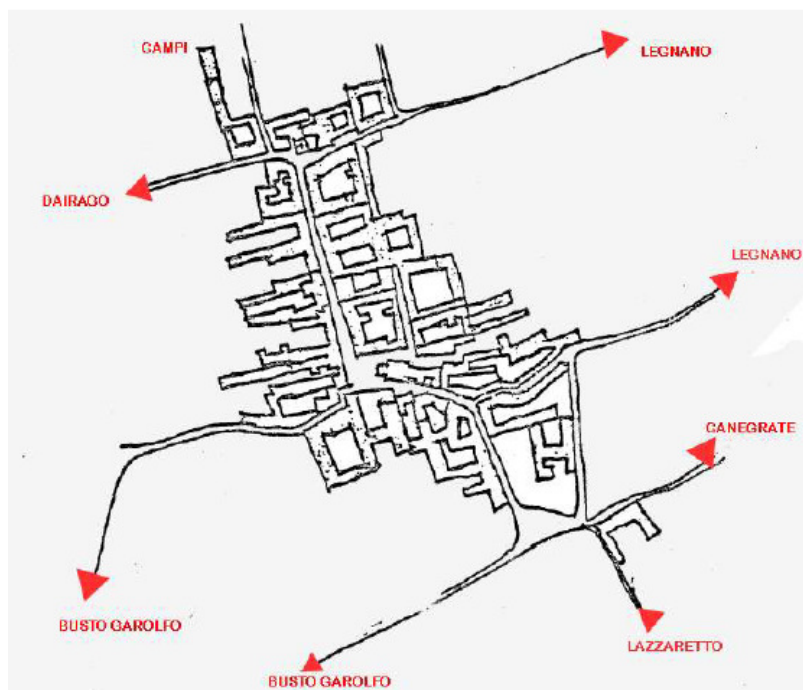 CAMPI
LEGNANO
DAIRAGO
LEGNANO
CANEGRATE
BUSTO GAROLFO
LAZZARETTO
BUSTO GAROLFO